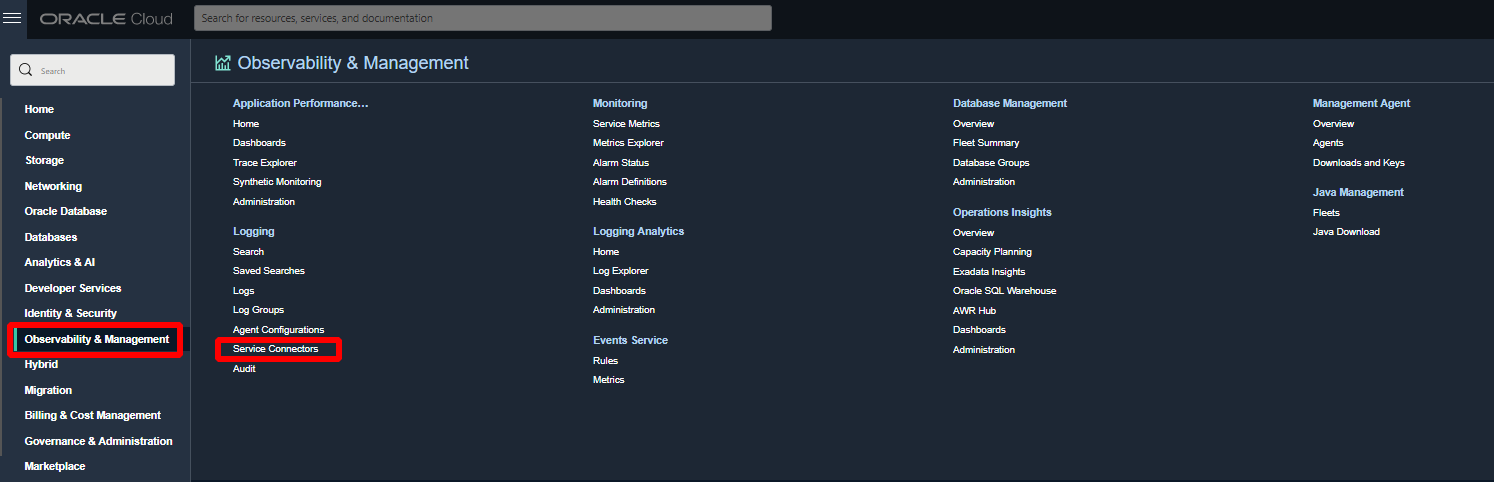 ORACLE Cloud
Search for resources, services, and documentation
Search
Home
Compute
Storage
Networking
Oracle Database
Databases
Analytics & AI
Developer Services
Identity & Security
Observability & Management
Hybrid
Migration
Billing & Cost Management
Governance & Administration
Marketplace
Observability & Management
Application Performance...
Home
Dashboards
Trace Explorer
Synthetic Monitoring
Administration
Logging
Search
Saved Searches
Logs
Log Groups
Agent Configurations
Service Connectors
Audit
Monitoring
Service Metrics
Metrics Explorer
Alarm Status
Alarm Definitions
Health Checks
Logging Analytics
Home
Log Explorer
Dashboards
Administration
Events Service
Rules
Metrics
Database Management
Overview
Fleet Summary
Database Groups
Administration
Operations Insights
Overview
Capacity Planning
Exadata Insights
Oracle SQL Warehouse
AWR Hub
Dashboards
Administration
Management Agent
Overview
Agents
Downloads and Keys
Java Management
Fleets
Java Download